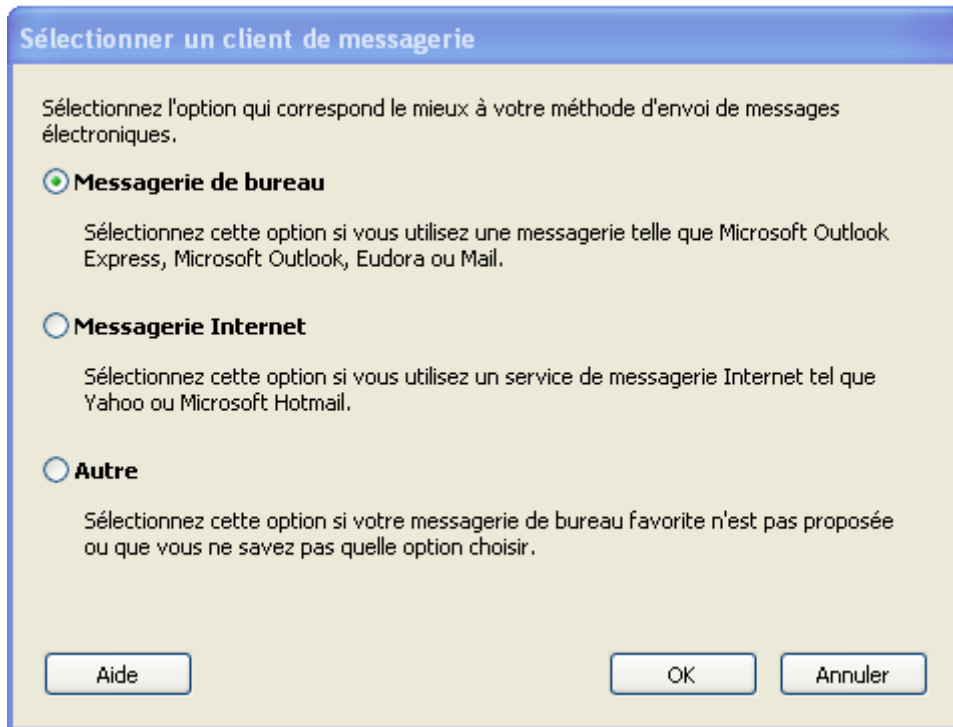 Sélectionner un client de messagerie
Sélectionnez l'option qui correspond le mieux à votre méthode d'envoi de messages
électroniques.
Messagerie de bureau
Sélectionnez cette option si vous utilisez une messagerie telle que Microsoft Outlook
Express, Microsoft Outlook, Eudora ou Mail.
Messagerie Internet
Sélectionnez cette option si vous utilisez un service de messagerie Internet tel que
Yahoo ou Microsoft Hotmail.
Autre
Sélectionnez cette option si votre messagerie de bureau favorite n'est pas proposée
ou que vous ne savez pas quelle option choisir.
Aide OK Annuler